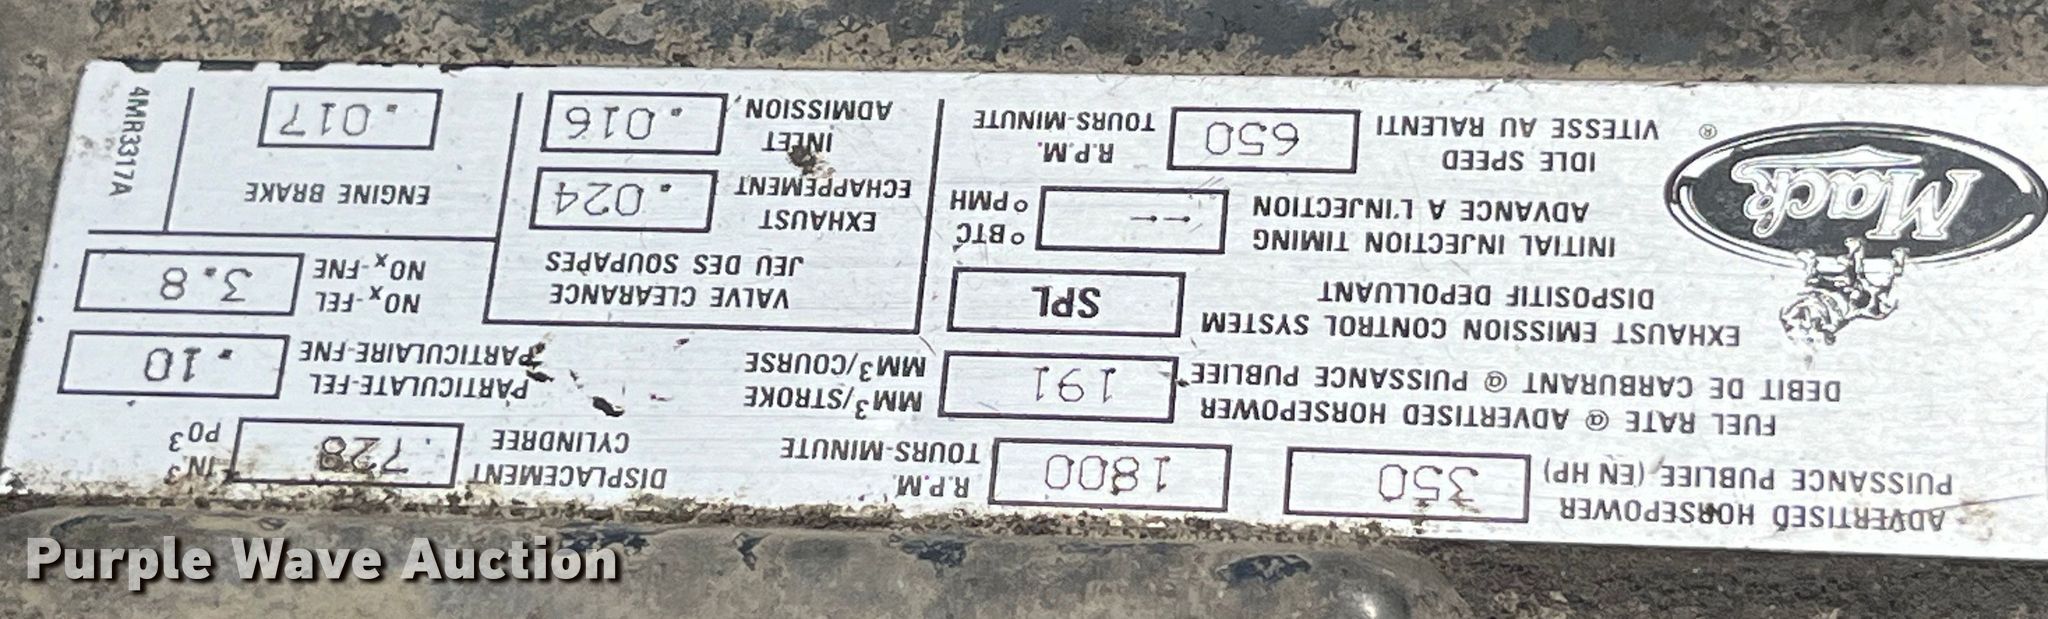 ADVERTISED HORSEPOWER
PUISSANCE PUBLIEE (EN HP)
350
1800
R.P.M.
TOURS-MINUTE
DISPLACEMENT
CYLINDREE
.728
IN.³
PO³
FUEL RATE @ ADVERTISED HORSEPOWER
DEBIT DE CARBURANT @ PUISSANCE PUBLIEE
191
MM³/STROKE
MM³/COURSE
PARTICULATE-FEL
PARTICULAIRE-FNE
.10
EXHAUST EMISSION CONTROL SYSTEM
DISPOSITIF DEPOLLUANT
SPL
VALVE CLEARANCE
JEU DES SOUPAPES
NOx-FEL
NOx-FNE
3.8
Mack ®
INITIAL INJECTION TIMING
ADVANCE A L'INJECTION
---
°BTC
°PMH
EXHAUST
ECHAPPEMENT
.024
ENGINE BRAKE
.017
IDLE SPEED
VITESSE AU RALENTI
650
R.P.M.
TOURS-MINUTE
INLET
ADMISSION
.016
4MR3317A
Purple Wave Auction